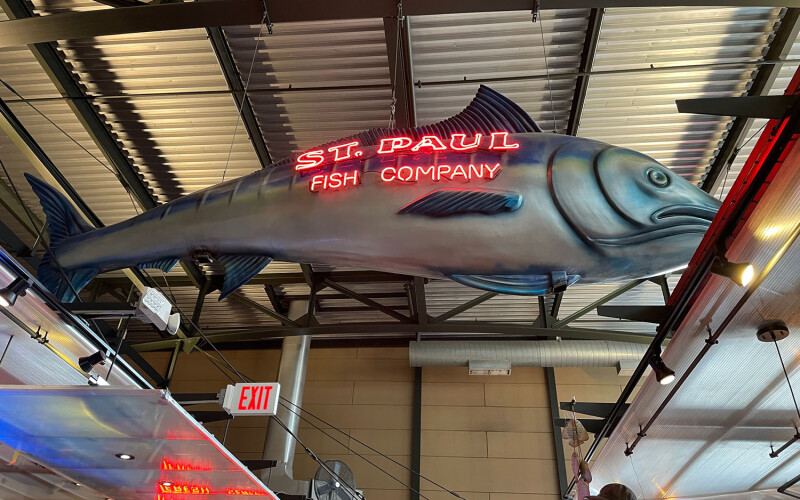 ST. PAUL
FISH COMPANY
EXIT